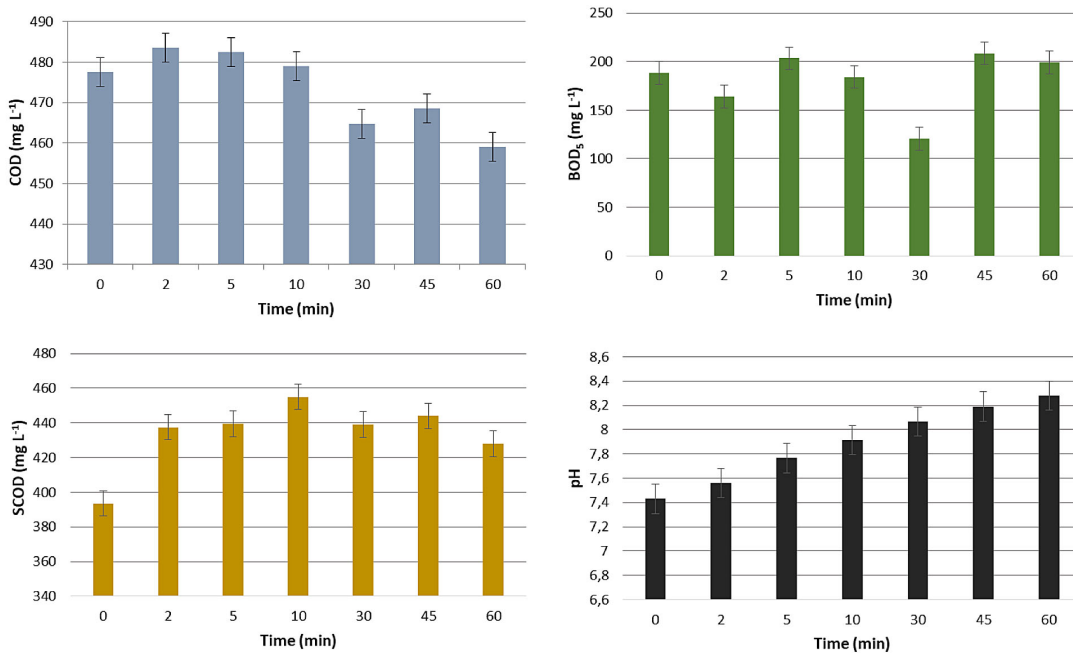 490
480
470
460
450
440
430
COD (mg L⁻¹)
0 2 5 10 30 45 60
Time (min)
250
200
150
100
50
0
BOD₅ (mg L⁻¹)
0 2 5 10 30 45 60
Time (min)
480
460
440
420
400
380
360
340
SCOD (mg L⁻¹)
0 2 5 10 30 45 60
Time (min)
8,6
8,4
8,2
8
7,8
7,6
7,4
7,2
7
6,8
6,6
pH
0 2 5 10 30 45 60
Time (min)